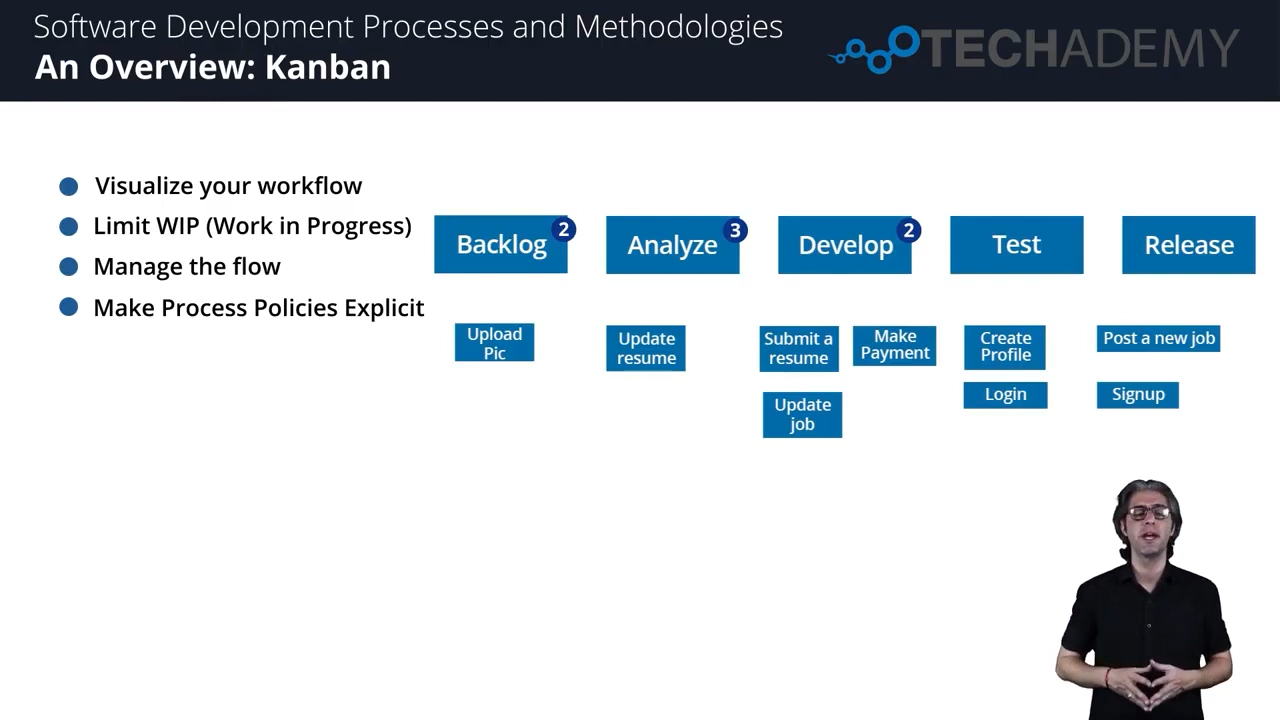 Software Development Processes and Methodologies
An Overview: Kanban
TECHADEMY
Visualize your workflow
Limit WIP (Work in Progress)
Manage the flow
Make Process Policies Explicit
Backlog 2
Analyze 3
Develop 2
Test
Release
Upload
Pic
Update
resume
Submit a
resume
Make
Payment
Update
job
Create
Profile
Login
Post a new job
Signup